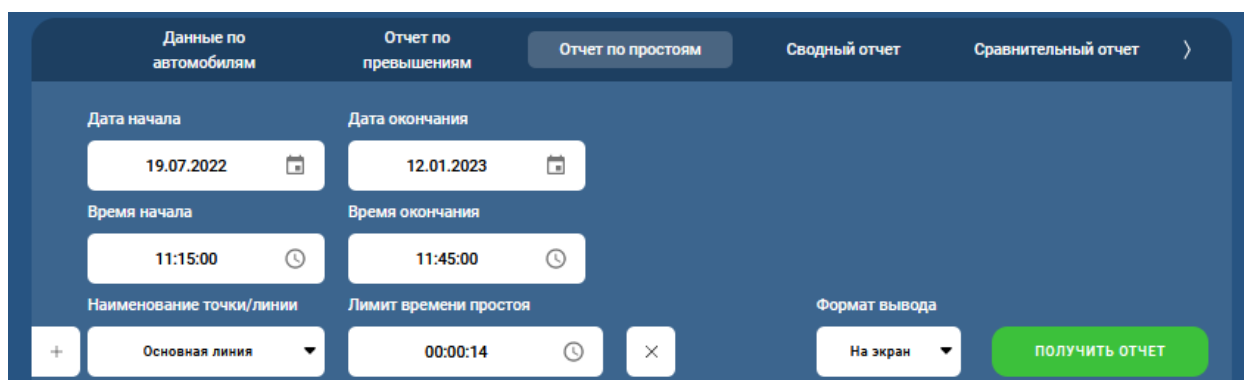 Данные по
автомобилям
Отчет по
превышениям
Отчет по простоям
Сводный отчет
Сравнительный отчет
Дата начала
Дата окончания
19.07.2022
12.01.2023
Время начала
Время окончания
11:15:00
11:45:00
Наименование точки/линии
Лимит времени простоя
Формат вывода
Основная линия
00:00:14
На экран
ПОЛУЧИТЬ ОТЧЕТ